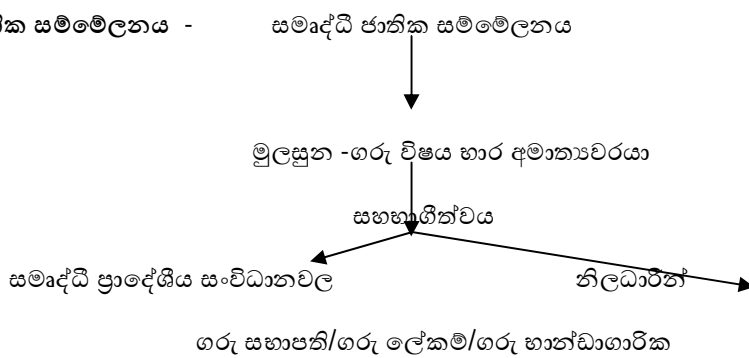 සම්මේලනය - සමෘද්ධි ජාතික සම්මේලනය
මුලසුන -ගරු විෂය භාර අමාත්‍යවරයා
සහභාගීත්වය
සමෘද්ධි ප්‍රාදේශීය සංවිධානවල නිලධාරීන්
ගරු සභාපති/ගරු ලේකම්/ගරු භාන්ඩාගාරික